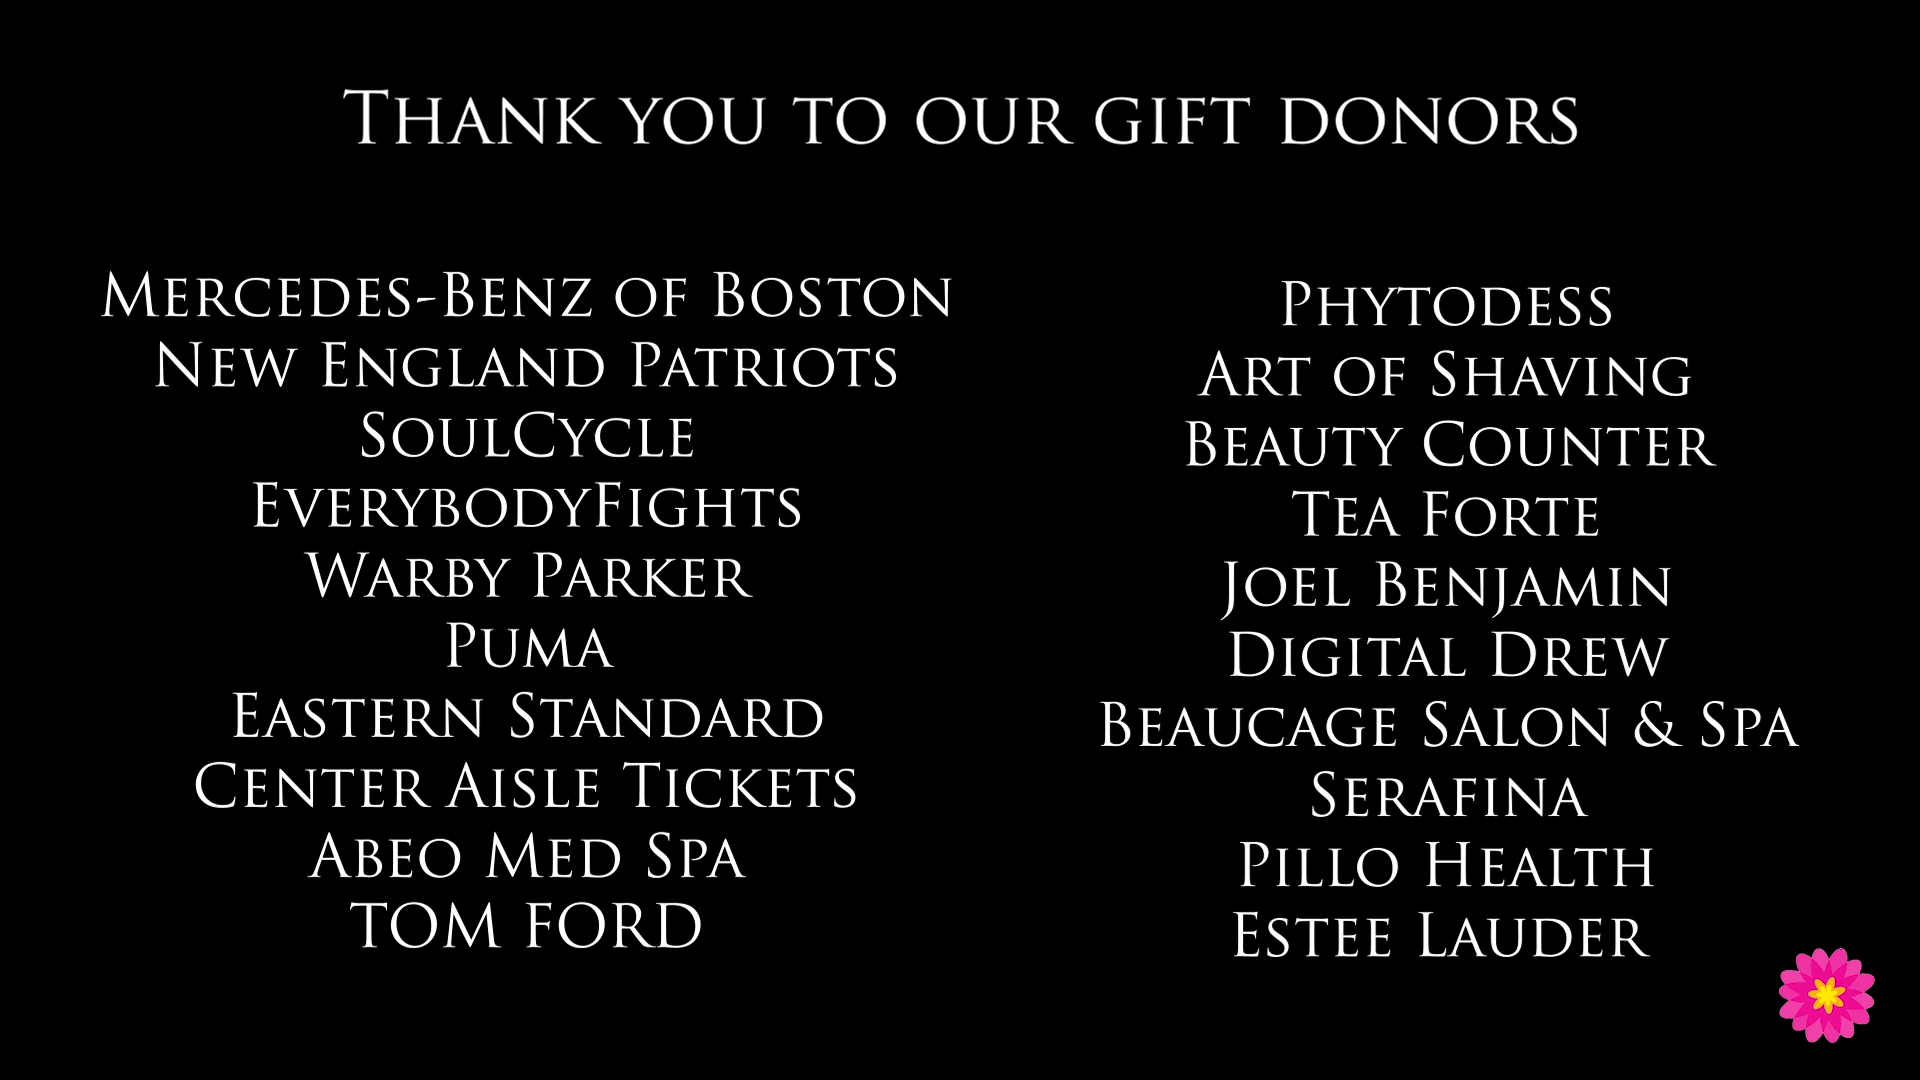 Thank you to our gift donors
Mercedes-Benz of Boston
New England Patriots
SoulCycle
EverybodyFights
Warby Parker
Puma
Eastern Standard
Center Aisle Tickets
Abeo Med Spa
TOM FORD
Phytodess
Art of Shaving
Beauty Counter
Tea Forte
Joel Benjamin
Digital Drew
Beaucage Salon & Spa
Serafina
Pillo Health
Estee Lauder